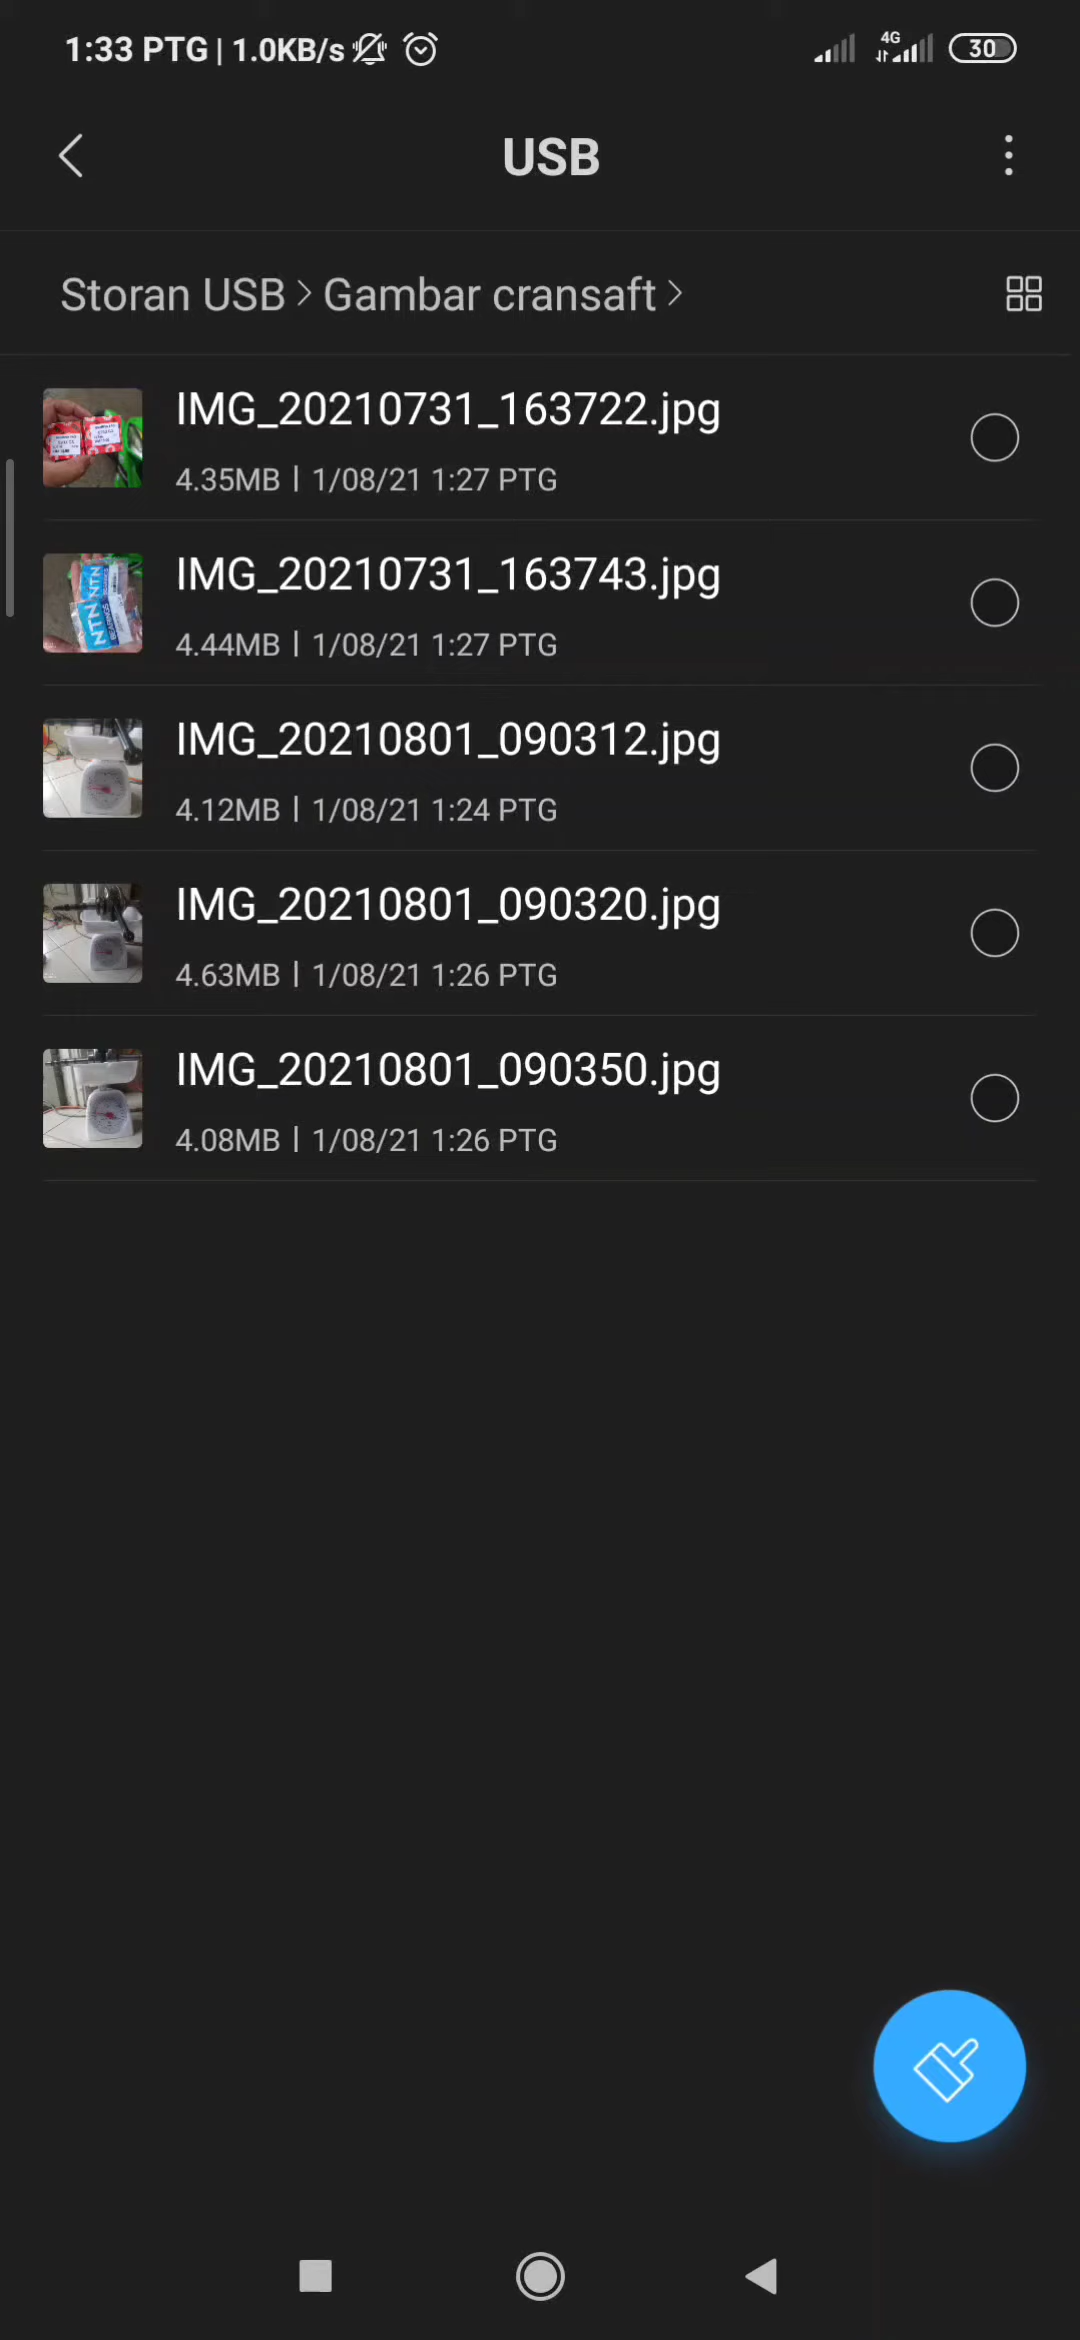 1:33 PTG | 1.0KB/s
4G
30
USB
Storan USB > Gambar cransaft >
IMG_20210731_163722.jpg
4.35MB | 1/08/21 1:27 PTG
NTN NTN
IMG_20210731_163743.jpg
4.44MB | 1/08/21 1:27 PTG
IMG_20210801_090312.jpg
4.12MB | 1/08/21 1:24 PTG
IMG_20210801_090320.jpg
4.63MB | 1/08/21 1:26 PTG
IMG_20210801_090350.jpg
4.08MB | 1/08/21 1:26 PTG